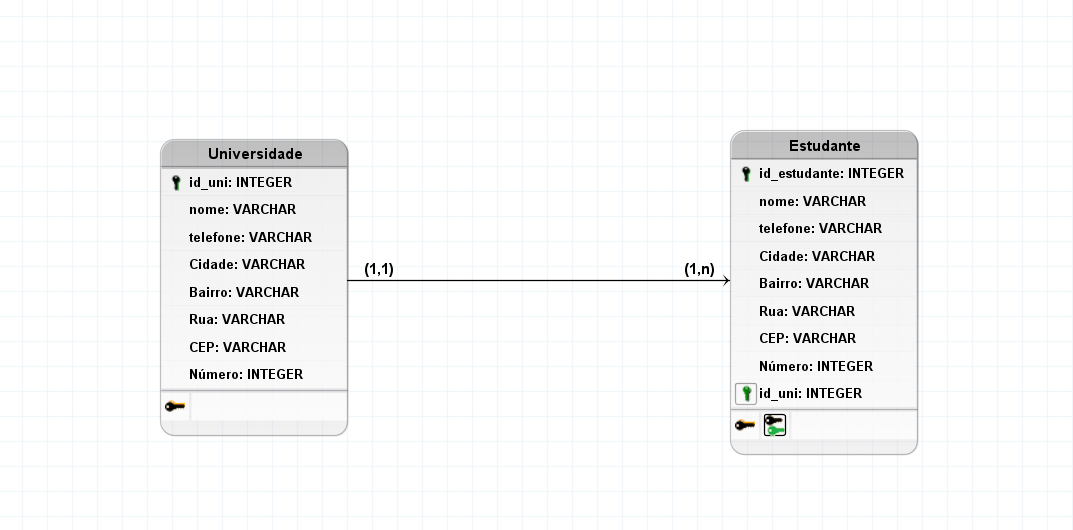 Universidade
id_uni: INTEGER
nome: VARCHAR
telefone: VARCHAR
Cidade: VARCHAR
Bairro: VARCHAR
Rua: VARCHAR
CEP: VARCHAR
Número: INTEGER
(1,1)
(1,n)
Estudante
id_estudante: INTEGER
nome: VARCHAR
telefone: VARCHAR
Cidade: VARCHAR
Bairro: VARCHAR
Rua: VARCHAR
CEP: VARCHAR
Número: INTEGER
id_uni: INTEGER